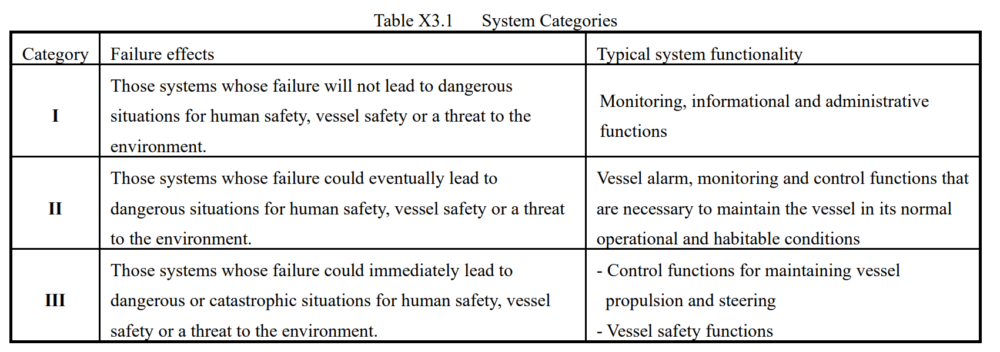 Table X3.1 System Categories
Category Failure effects Typical system functionality
I
Those systems whose failure will not lead to dangerous
situations for human safety, vessel safety or a threat to the
environment.
Monitoring, informational and administrative
functions
II
Those systems whose failure could eventually lead to
dangerous situations for human safety, vessel safety or a threat
to the environment.
Vessel alarm, monitoring and control functions that
are necessary to maintain the vessel in its normal
operational and habitable conditions
III
Those systems whose failure could immediately lead to
dangerous or catastrophic situations for human safety, vessel
safety or a threat to the environment.
- Control functions for maintaining vessel
propulsion and steering
- Vessel safety functions